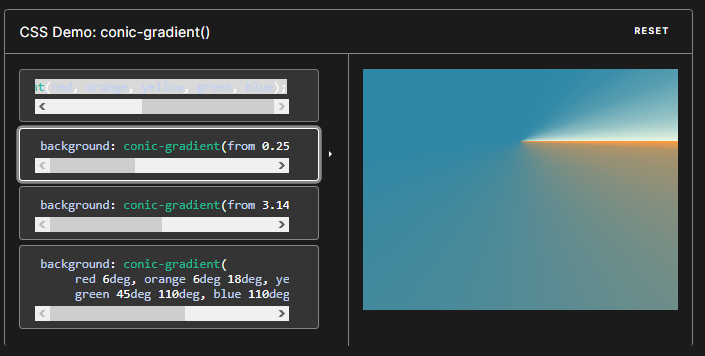 CSS Demo: conic-gradient()
RESET
nt(red, orange, yellow, green, blue);
background: conic-gradient(from 0.25
background: conic-gradient(from 3.14
background: conic-gradient(
red 6deg, orange 6deg 18deg, ye
green 45deg 110deg, blue 110deg